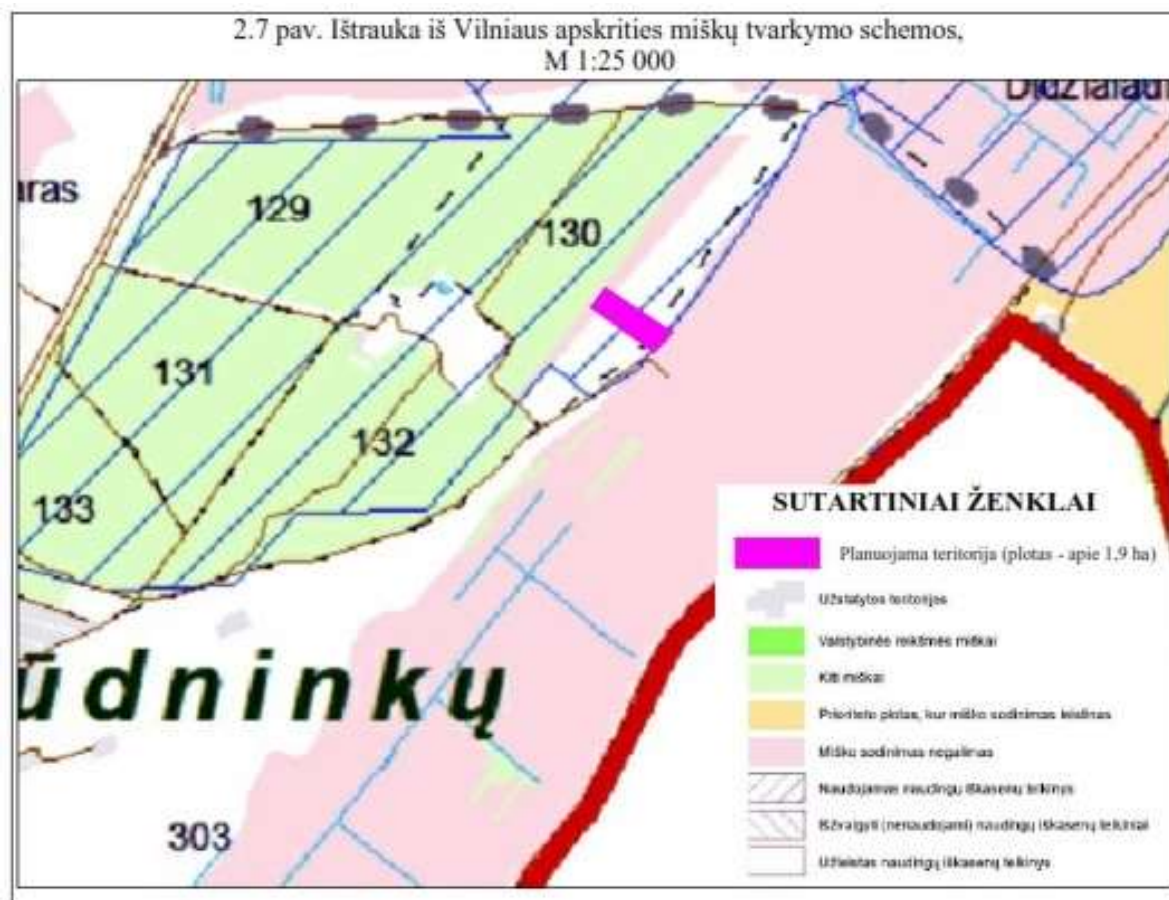 2.7 pav. Ištrauka iš Vilniaus apskrities miškų tvarkymo schemos,
M 1:25 000
Didžialau
aras
129
130
131
132
133
ūdninkų
303
SUTARTINIAI ŽENKLAI
Planuojama teritorija (plotas - apie 1,9 ha)
Užstatytos teritorijos
Valstybinės reikšmės miškai
Kiti miškai
Prioriteto plotas, kur miško sodinimas leistinas
Miško sodinimas negalimas
Naudojamas naudingų iškasenų telkinys
Išžvalgyti (nenaudojami) naudingų iškasenų telkiniai
Užleistas naudingų iškasenų telkinys